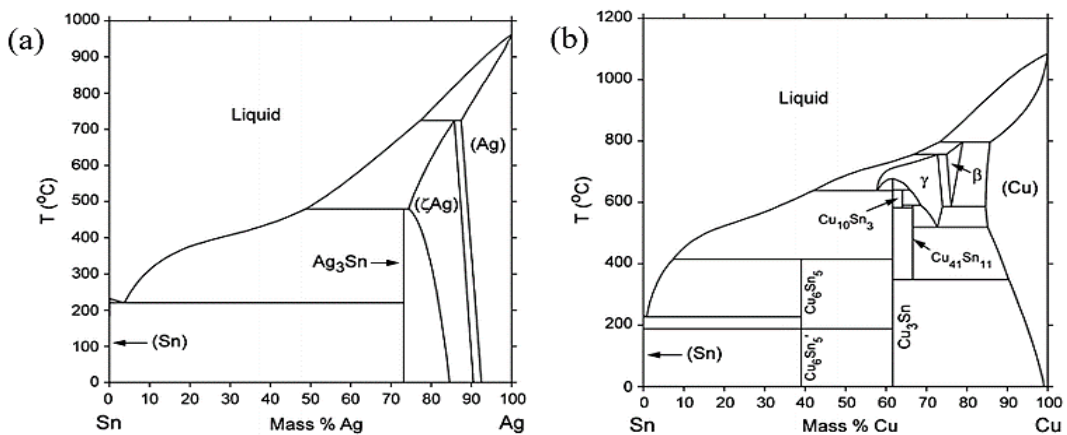 (a)
1000
900
800
700
600
500
400
300
200
100
0
T (°C)
Liquid
(Ag)
(ζAg)
Ag₃Sn
(Sn)
0 10 20 30 40 50 60 70 80 90 100
Sn Mass % Ag Ag
(b)
1200
1000
800
600
400
200
0
T (°C)
Liquid
γ
β
(Cu)
Cu₁₀Sn₃
Cu₄₁Sn₁₁
Cu₆Sn₅
Cu₃Sn
Cu₆Sn₅'
(Sn)
0 10 20 30 40 50 60 70 80 90 100
Sn Mass % Cu Cu